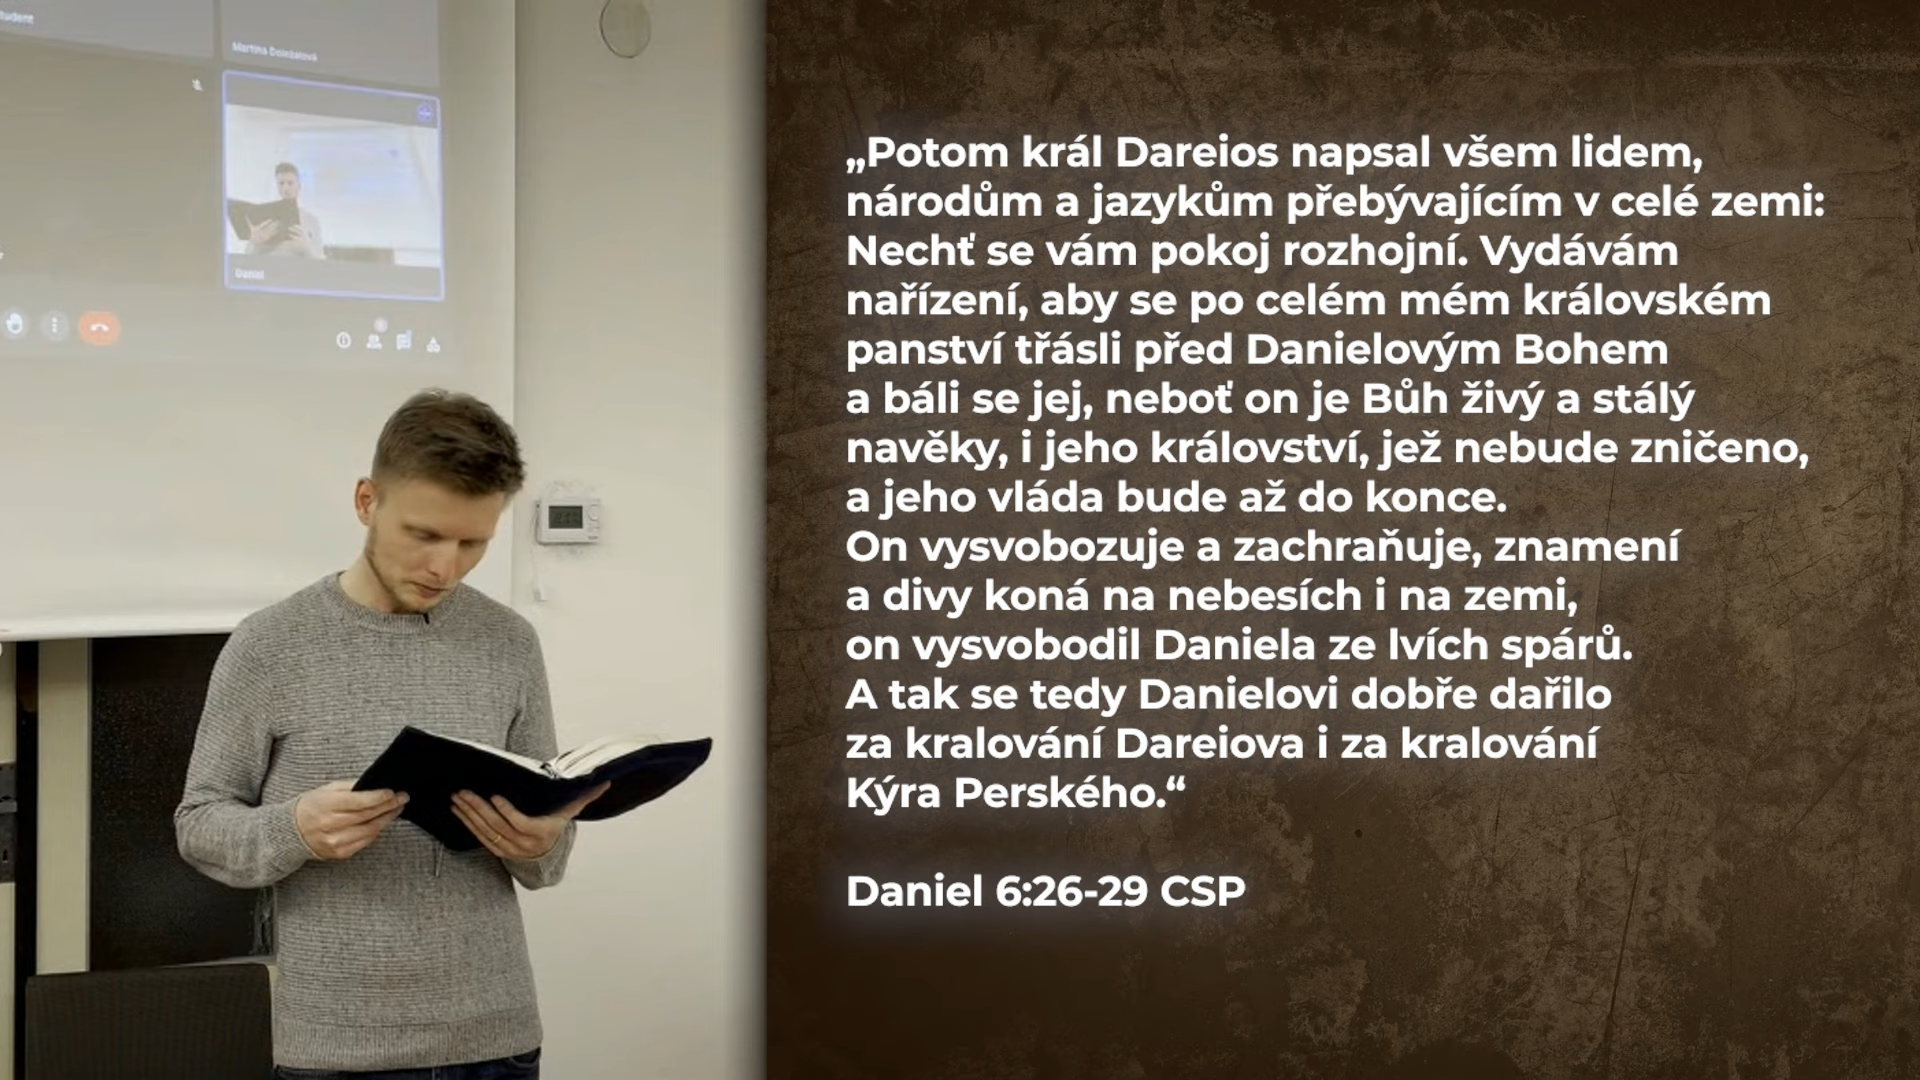 Student
Martina Doležalová
Daniel
„Potom král Dareios napsal všem lidem,
národům a jazykům přebývajícím v celé zemi:
Nechť se vám pokoj rozhojní. Vydávám
nařízení, aby se po celém mém královském
panství třásli před Danielovým Bohem
a báli se jej, neboť on je Bůh živý a stálý
navěky, i jeho království, jež nebude zničeno,
a jeho vláda bude až do konce.
On vysvobozuje a zachraňuje, znamení
a divy koná na nebesích i na zemi,
on vysvobodil Daniela ze lvích spárů.
A tak se tedy Danielovi dobře dařilo
za kralování Dareiova i za kralování
Kýra Perského.“
Daniel 6:26-29 CSP